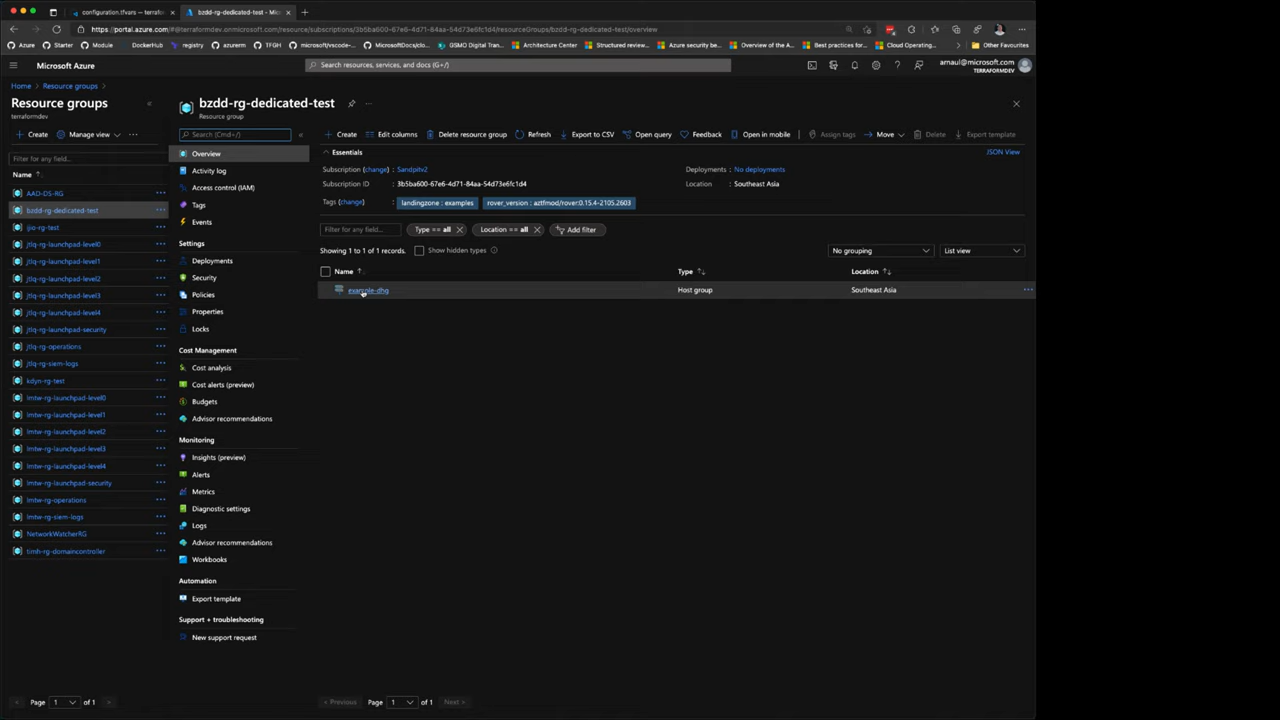 configuration.tfvars — terrafo
bzdd-rg-dedicated-test - Micr
https://portal.azure.com/#@terraformdev.onmicrosoft.com/resource/subscriptions/3b5ba600-67e6-4d71-84aa-54d73e6fc1d4/resourceGroups/bzdd-rg-dedicated-test/overview
Azure Starter Module DockerHub registry azurerm TFGH microsoft/vscode-... MicrosoftDocs/clo... GSMO Digital Tran... Architecture Center Structured review... Azure security be... Overview of the A... Best practices for... Cloud Operating... Other Favourites
Microsoft Azure
Search resources, services, and docs (G+/)
arnaul@microsoft.com
TERRAFORMDEV
Home > Resource groups >
Resource groups
terraformdev
Create Manage view
Filter for any field...
Name
AAD-DS-RG
bzdd-rg-dedicated-test
ijio-rg-test
jtlq-rg-launchpad-level0
jtlq-rg-launchpad-level1
jtlq-rg-launchpad-level2
jtlq-rg-launchpad-level3
jtlq-rg-launchpad-level4
jtlq-rg-launchpad-security
jtlq-rg-operations
jtlq-rg-siem-logs
kdyn-rg-test
lmtw-rg-launchpad-level0
lmtw-rg-launchpad-level1
lmtw-rg-launchpad-level2
lmtw-rg-launchpad-level3
lmtw-rg-launchpad-level4
lmtw-rg-launchpad-security
lmtw-rg-operations
lmtw-rg-siem-logs
NetworkWatcherRG
timh-rg-domaincontroller
Page 1 of 1
bzdd-rg-dedicated-test
Resource group
Search (Cmd+/)
Overview
Activity log
Access control (IAM)
Tags
Events
Settings
Deployments
Security
Policies
Properties
Locks
Cost Management
Cost analysis
Cost alerts (preview)
Budgets
Advisor recommendations
Monitoring
Insights (preview)
Alerts
Metrics
Diagnostic settings
Logs
Advisor recommendations
Workbooks
Automation
Export template
Support + troubleshooting
New support request
Create Edit columns Delete resource group Refresh Export to CSV Open query Feedback Open in mobile Assign tags Move Delete Export template
Essentials
JSON View
Subscription (change) : Sandpitv2
Deployments : No deployments
Subscription ID : 3b5ba600-67e6-4d71-84aa-54d73e6fc1d4
Location : Southeast Asia
Tags (change) : landingzone : examples rover_version : aztfmod/rover:0.15.4-2105.2603
Filter for any field... Type == all Location == all Add filter
Showing 1 to 1 of 1 records. Show hidden types
No grouping List view
Name Type Location
example-dhg Host group Southeast Asia
< Previous Page 1 of 1 Next >